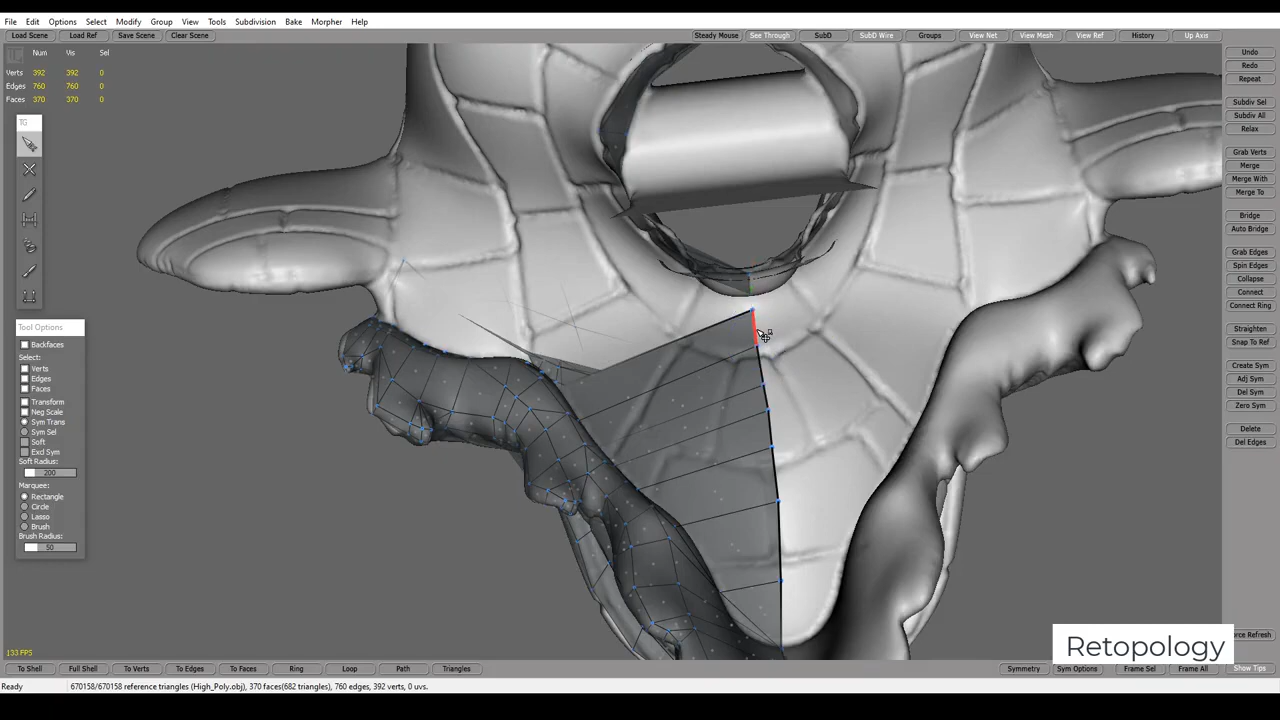 File Edit Options Select Modify Group View Tools Subdivision Bake Morpher Help
Load Scene Load Ref Save Scene Clear Scene Steady Mouse See Through SubD SubD Wire Groups View Net View Mesh View Ref History Up Axis
Num Vis Sel
Verts 392 392 0
Edges 760 760 0
Faces 370 370 0
TG
Tool Options
Backfaces
Select:
Verts
Edges
Faces
Transform
Neg Scale
Sym Trans
Sym Sel
Soft
Excl Sym
Soft Radius:
200
Marquee:
Rectangle
Circle
Lasso
Brush
Brush Radius:
50
Undo
Redo
Repeat
Subdiv Sel
Subdiv All
Relax
Grab Verts
Merge
Merge With
Merge To
Bridge
Auto Bridge
Grab Edges
Spin Edges
Collapse
Connect
Connect Ring
Straighten
Snap To Ref
Create Sym
Adj Sym
Del Sym
Zero Sym
Delete
Del Edges
orce Refresh
Retopology
133 FPS
To Shell Full Shell To Verts To Edges To Faces Ring Loop Path Triangles Symmetry Sym Options Frame Sel Frame All Show Tips
Ready 670158/670158 reference triangles (High_Poly.obj), 370 faces(682 triangles), 760 edges, 392 verts, 0 uvs.